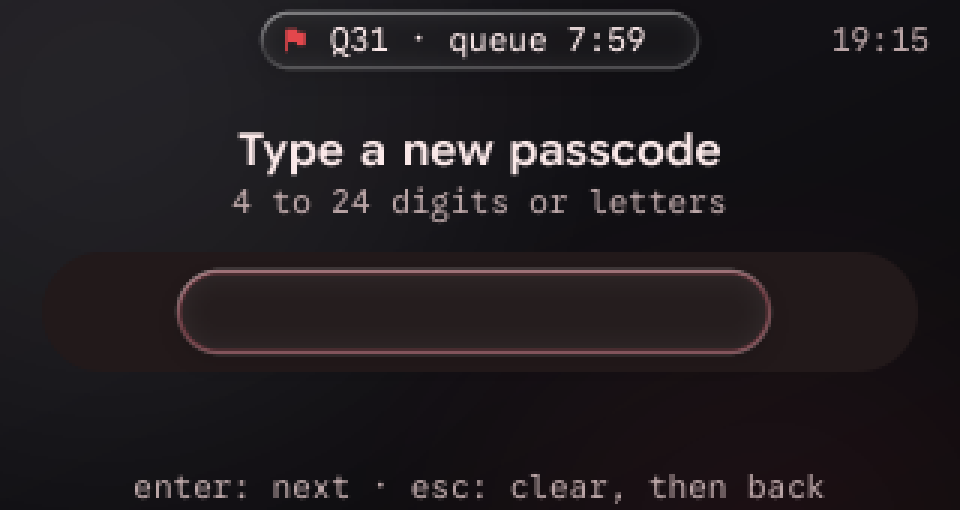 Q31 · queue 7:59
19:15
Type a new passcode
4 to 24 digits or letters
enter: next · esc: clear, then back